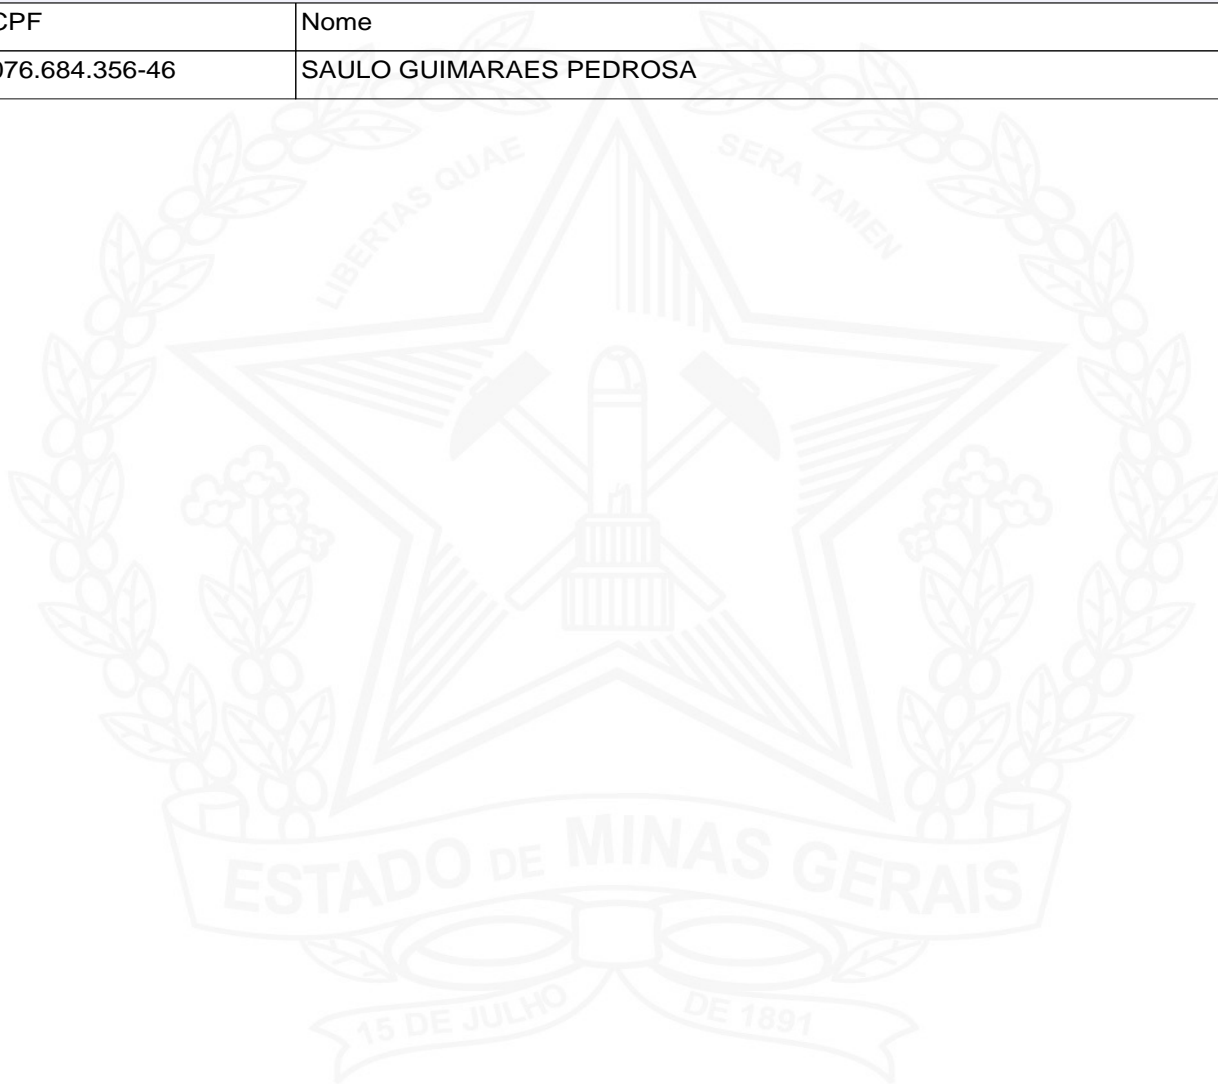 CPF Nome
076.684.356-46 SAULO GUIMARAES PEDROSA
LIBERTAS QUAE SERA TAMEN
ESTADO DE MINAS GERAIS
15 DE JULHO DE 1891